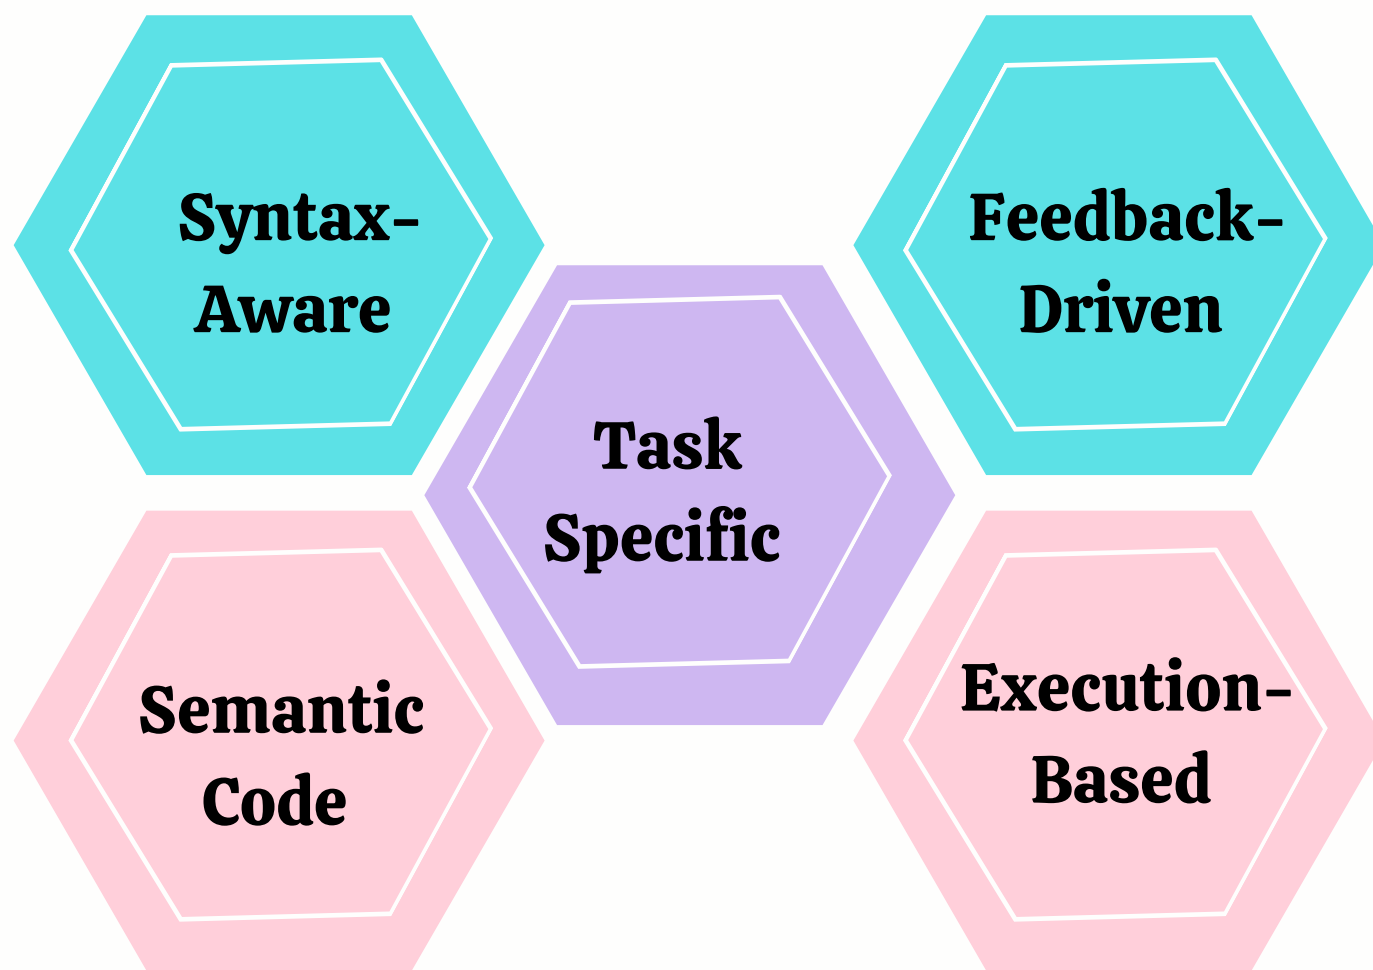 Syntax-
Aware
Feedback-
Driven
Task
Specific
Semantic
Code
Execution-
Based